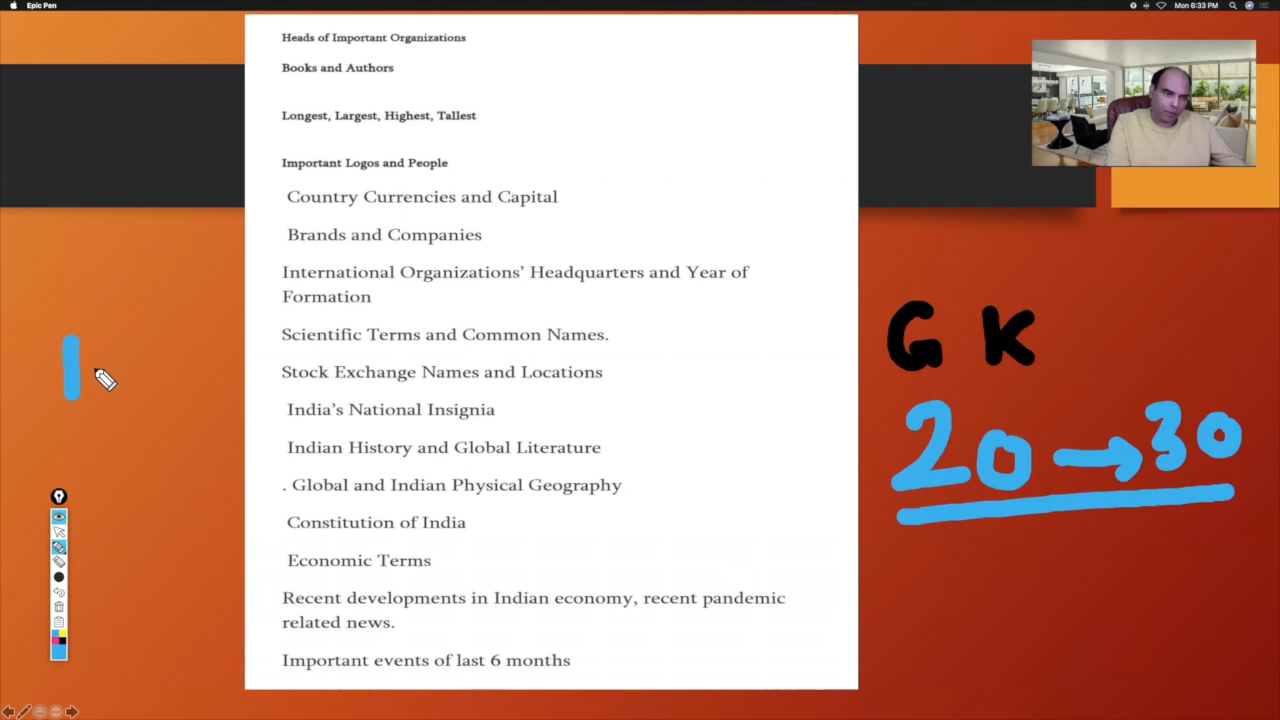 Epic Pen
Mon 6:33 PM
Heads of Important Organizations
Books and Authors
Longest, Largest, Highest, Tallest
Important Logos and People
Country Currencies and Capital
Brands and Companies
International Organizations’ Headquarters and Year of
Formation
Scientific Terms and Common Names.
Stock Exchange Names and Locations
India’s National Insignia
Indian History and Global Literature
. Global and Indian Physical Geography
Constitution of India
Economic Terms
Recent developments in Indian economy, recent pandemic
related news.
Important events of last 6 months
G K
20 → 30